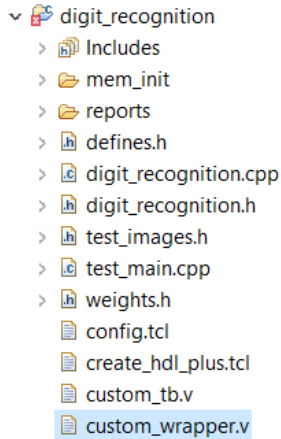 digit_recognition
Includes
mem_init
reports
defines.h
digit_recognition.cpp
digit_recognition.h
test_images.h
test_main.cpp
weights.h
config.tcl
create_hdl_plus.tcl
custom_tb.v
custom_wrapper.v